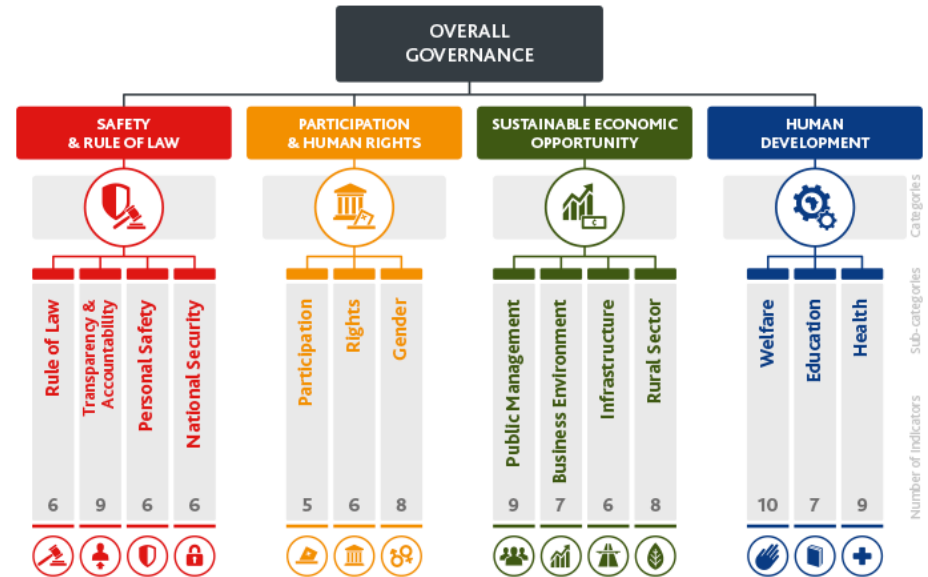 OVERALL
GOVERNANCE
SAFETY
& RULE OF LAW
PARTICIPATION
& HUMAN RIGHTS
SUSTAINABLE ECONOMIC
OPPORTUNITY
HUMAN
DEVELOPMENT
Categories
Sub-categories
Number of Indicators
Rule of Law
Transparency &
Accountability
Personal Safety
National Security
Participation
Rights
Gender
Public Management
Business Environment
Infrastructure
Rural Sector
Welfare
Education
Health
6 9 6 6 5 6 8 9 7 6 8 10 7 9